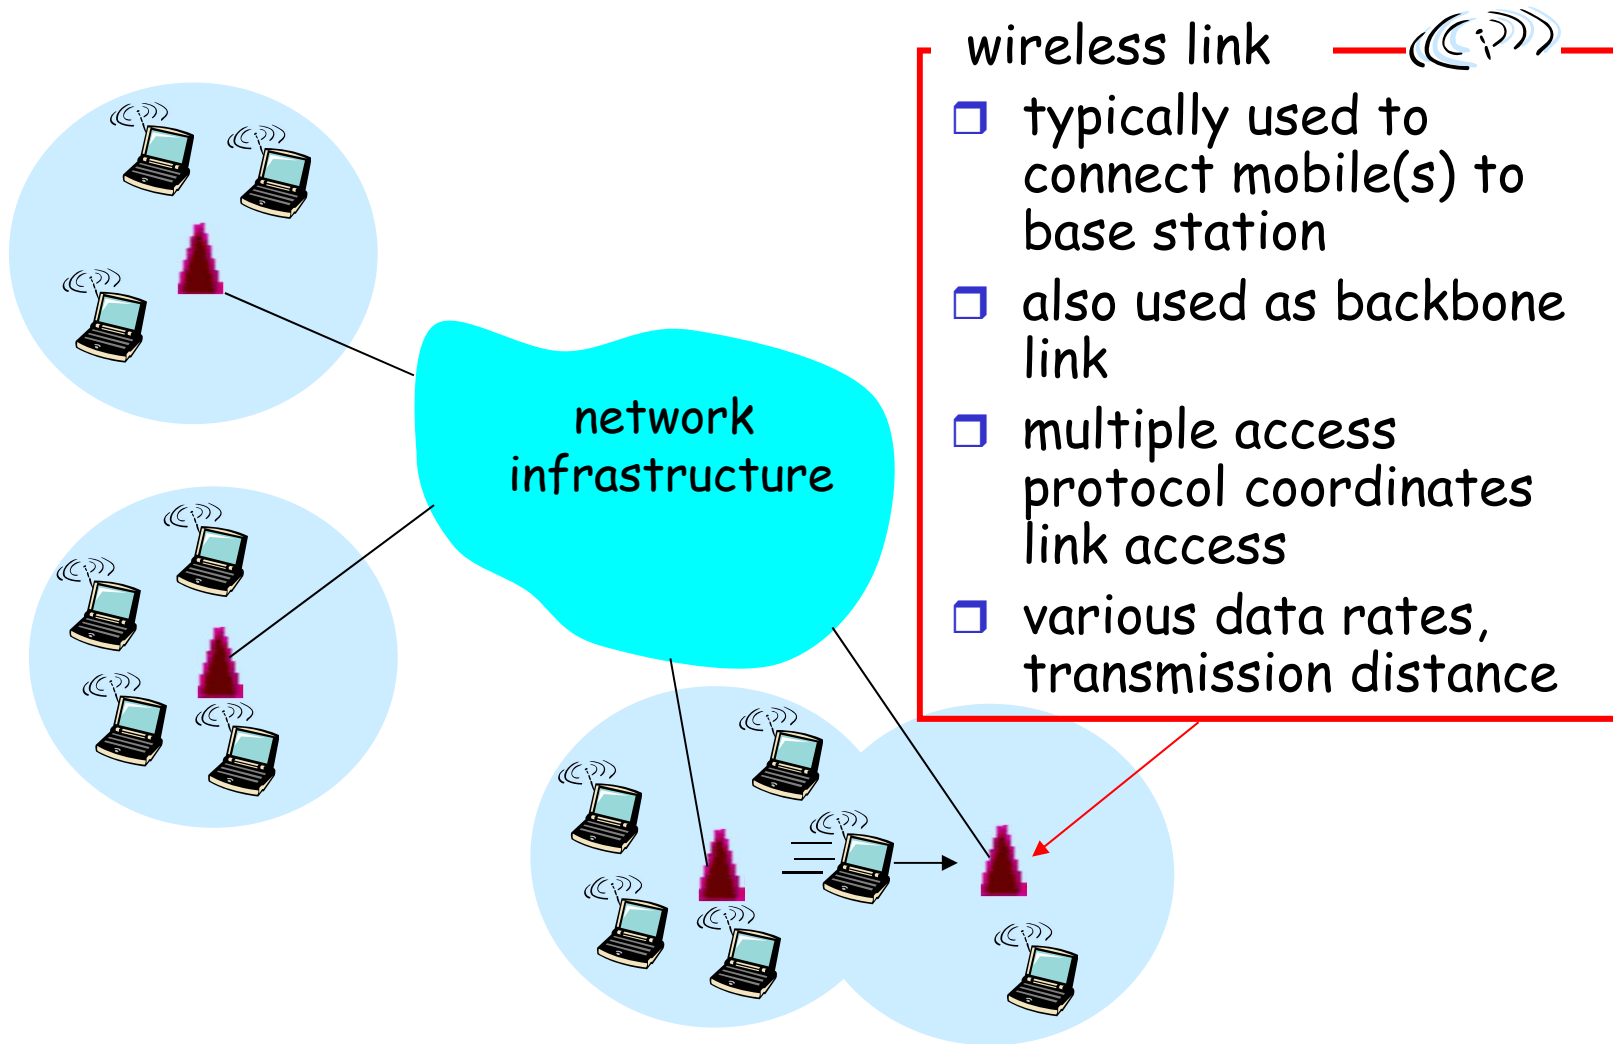 wireless link
❒ typically used to
connect mobile(s) to
base station
❒ also used as backbone
link
❒ multiple access
protocol coordinates
link access
❒ various data rates,
transmission distance
network
infrastructure